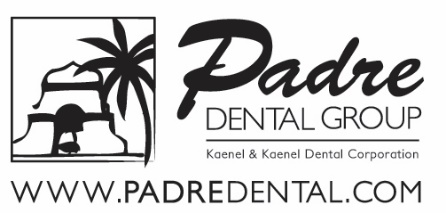 Padre
DENTAL GROUP
Kaenel & Kaenel Dental Corporation
WWW.PADREDENTAL.COM